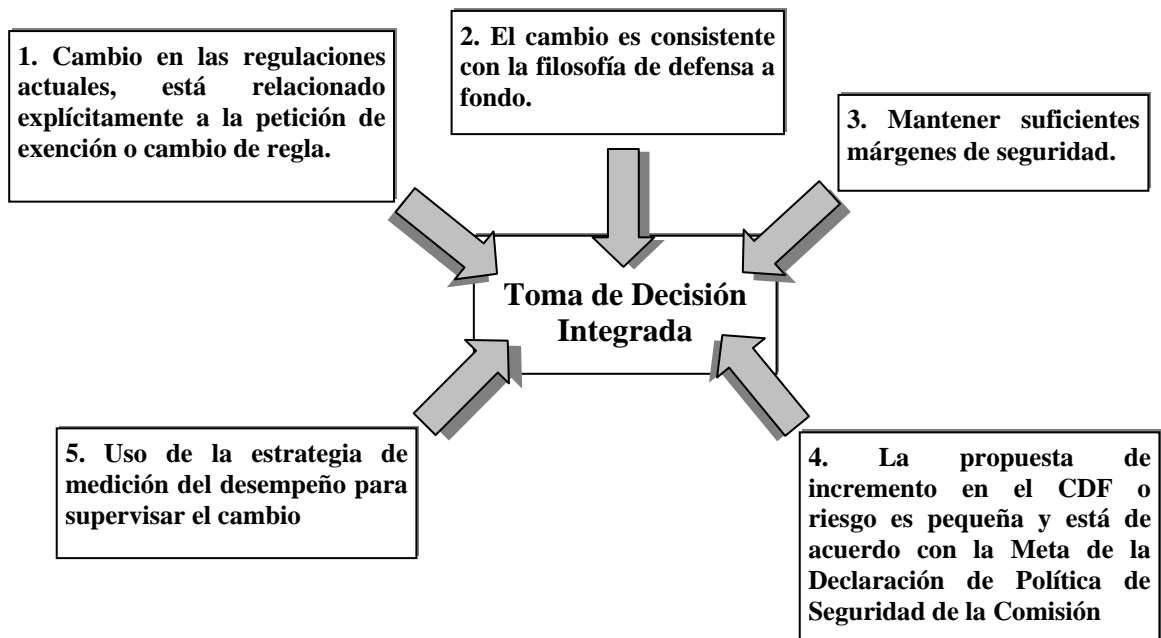 1. Cambio en las regulaciones
actuales, está relacionado
explícitamente a la petición de
exención o cambio de regla.
2. El cambio es consistente
con la filosofía de defensa a
fondo.
3. Mantener suficientes
márgenes de seguridad.
Toma de Decisión
Integrada
5. Uso de la estrategia de
medición del desempeño para
supervisar el cambio
4. La propuesta de
incremento en el CDF o
riesgo es pequeña y está de
acuerdo con la Meta de la
Declaración de Política de
Seguridad de la Comisión